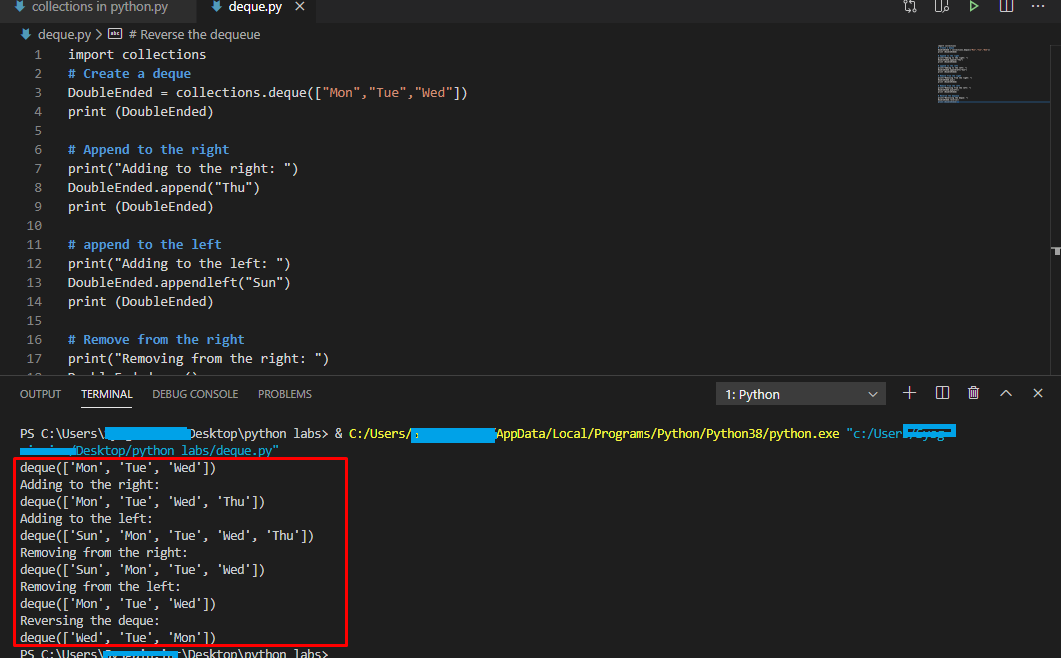 collections in python.py deque.py
deque.py > abc # Reverse the dequeue
1 import collections
2 # Create a deque
3 DoubleEnded = collections.deque(["Mon","Tue","Wed"])
4 print (DoubleEnded)
5
6 # Append to the right
7 print("Adding to the right: ")
8 DoubleEnded.append("Thu")
9 print (DoubleEnded)
10
11 # append to the left
12 print("Adding to the left: ")
13 DoubleEnded.appendleft("Sun")
14 print (DoubleEnded)
15
16 # Remove from the right
17 print("Removing from the right: ")
OUTPUT TERMINAL DEBUG CONSOLE PROBLEMS 1: Python
PS C:\Users\ Desktop\python labs> & C:/Users/ AppData/Local/Programs/Python/Python38/python.exe "c:/User
/Desktop/python labs/deque.py"
deque(['Mon', 'Tue', 'Wed'])
Adding to the right:
deque(['Mon', 'Tue', 'Wed', 'Thu'])
Adding to the left:
deque(['Sun', 'Mon', 'Tue', 'Wed', 'Thu'])
Removing from the right:
deque(['Sun', 'Mon', 'Tue', 'Wed'])
Removing from the left:
deque(['Mon', 'Tue', 'Wed'])
Reversing the deque:
deque(['Wed', 'Tue', 'Mon'])
PS C:\Users\ \Desktop\python labs>